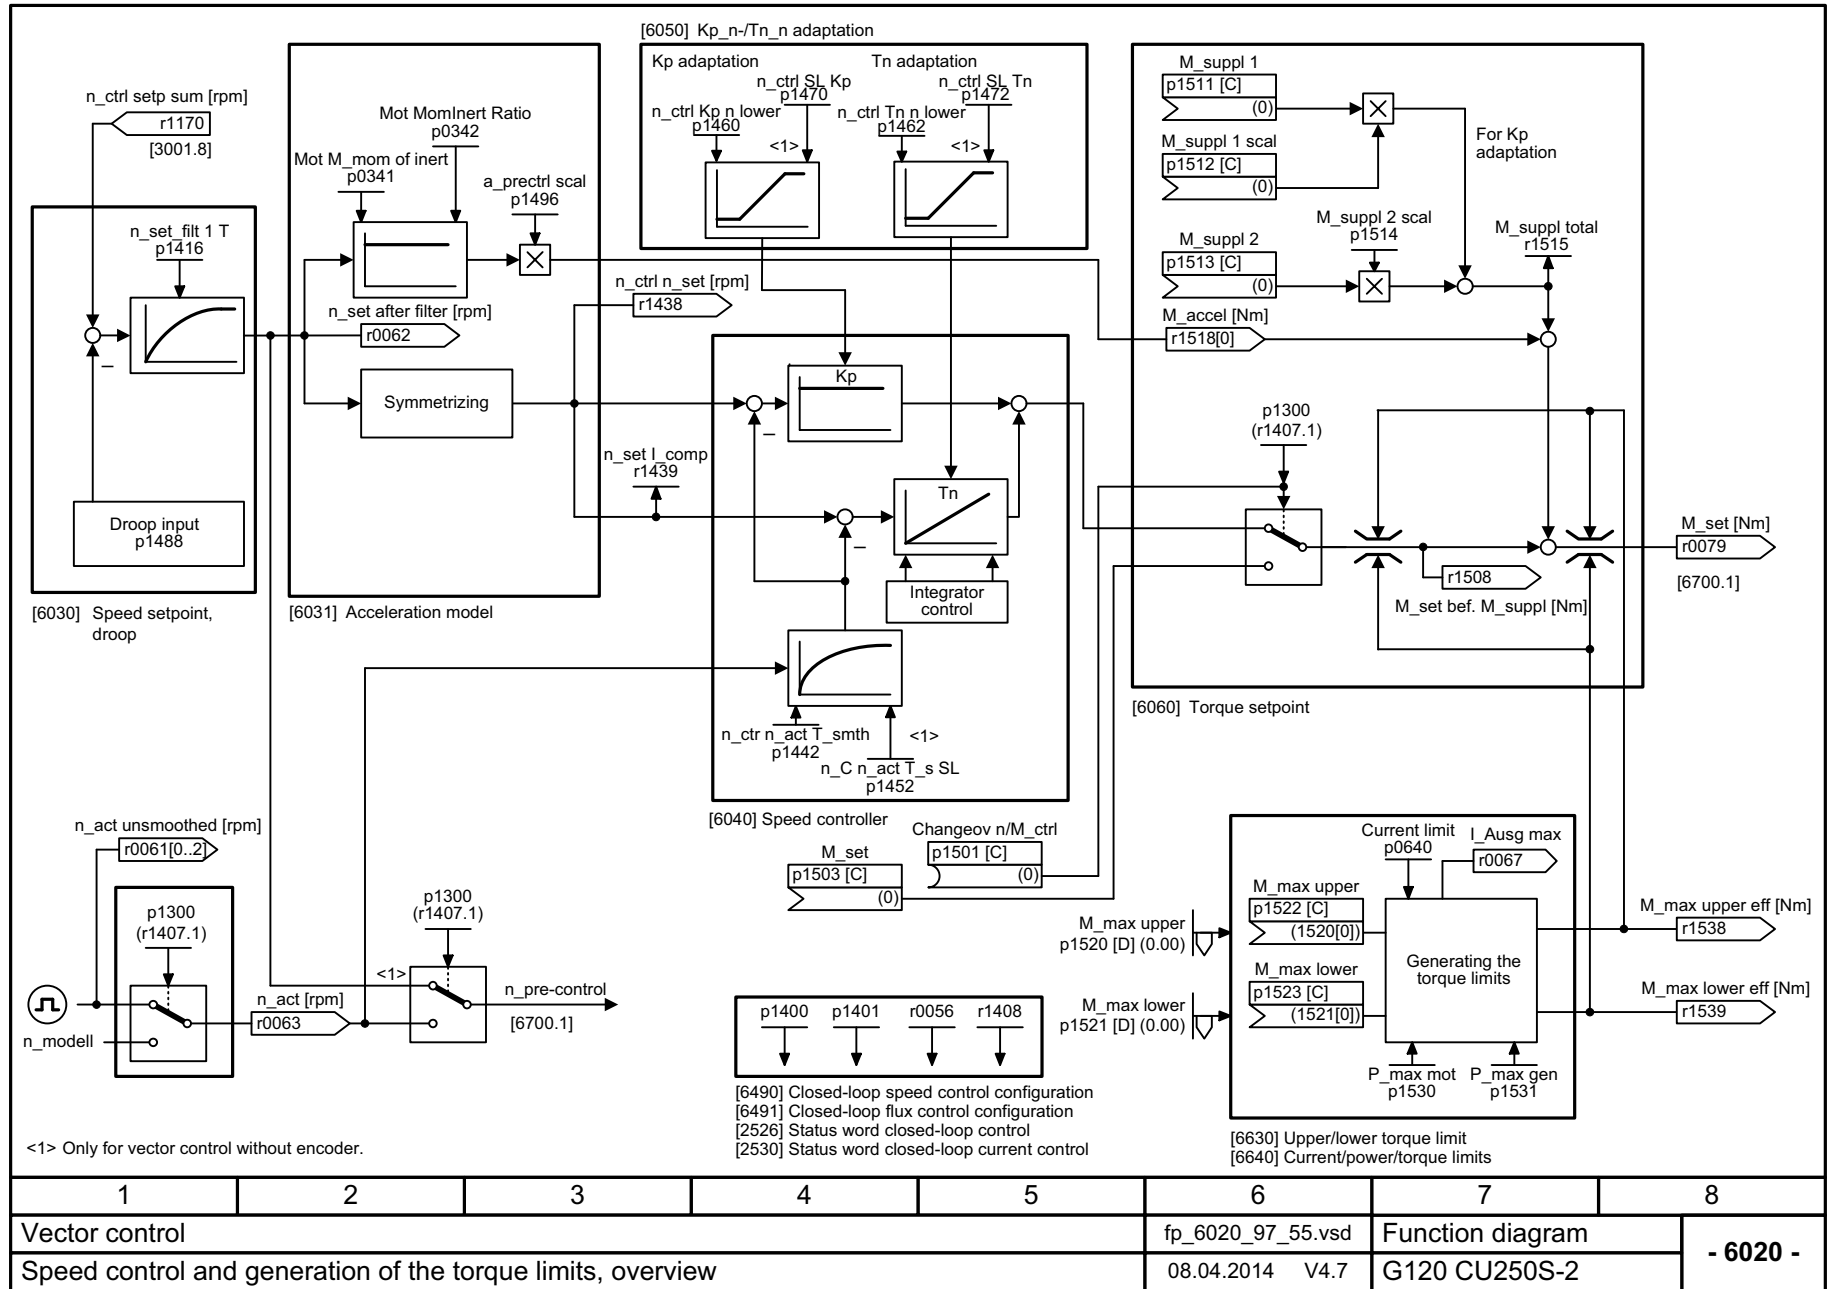 [6050] Kp_n-/Tn_n adaptation
Kp adaptation
n_ctrl SL Kp
p1470
n_ctrl Kp n lower
p1460
<1>
Tn adaptation
n_ctrl SL Tn
p1472
n_ctrl Tn n lower
p1462
<1>
n_ctrl setp sum [rpm]
r1170
[3001.8]
n_set_filt 1 T
p1416
–
Droop input
p1488
[6030] Speed setpoint,
droop
Mot MomInert Ratio
p0342
Mot M_mom of inert
p0341
a_prectrl scal
p1496
n_set after filter [rpm]
r0062
Symmetrizing
[6031] Acceleration model
n_ctrl n_set [rpm]
r1438
n_set I_comp
r1439
Kp
–
Tn
–
Integrator
control
n_ctr n_act T_smth
p1442
<1>
n_C n_act T_s SL
p1452
[6040] Speed controller
M_suppl 1
p1511 [C]
(0)
M_suppl 1 scal
p1512 [C]
(0)
For Kp
adaptation
M_suppl 2 scal
p1514
M_suppl 2
p1513 [C]
(0)
M_suppl total
r1515
M_accel [Nm]
r1518[0]
p1300
(r1407.1)
r1508
M_set bef. M_suppl [Nm]
M_set [Nm]
r0079
[6700.1]
[6060] Torque setpoint
n_act unsmoothed [rpm]
r0061[0..2]
p1300
(r1407.1)
n_modell
n_act [rpm]
r0063
p1300
(r1407.1)
<1>
n_pre-control
[6700.1]
M_set
p1503 [C]
(0)
Changeov n/M_ctrl
p1501 [C]
(0)
p1400 p1401 r0056 r1408
[6490] Closed-loop speed control configuration
[6491] Closed-loop flux control configuration
[2526] Status word closed-loop control
[2530] Status word closed-loop current control
M_max upper
p1520 [D] (0.00)
M_max lower
p1521 [D] (0.00)
Current limit
p0640
I_Ausg max
r0067
M_max upper
p1522 [C]
(1520[0])
M_max lower
p1523 [C]
(1521[0])
Generating the
torque limits
P_max mot
p1530
P_max gen
p1531
M_max upper eff [Nm]
r1538
M_max lower eff [Nm]
r1539
[6630] Upper/lower torque limit
[6640] Current/power/torque limits
<1> Only for vector control without encoder.
1 2 3 4 5 6 7 8
Vector control
fp_6020_97_55.vsd
Function diagram
- 6020 -
Speed control and generation of the torque limits, overview
08.04.2014 V4.7
G120 CU250S-2